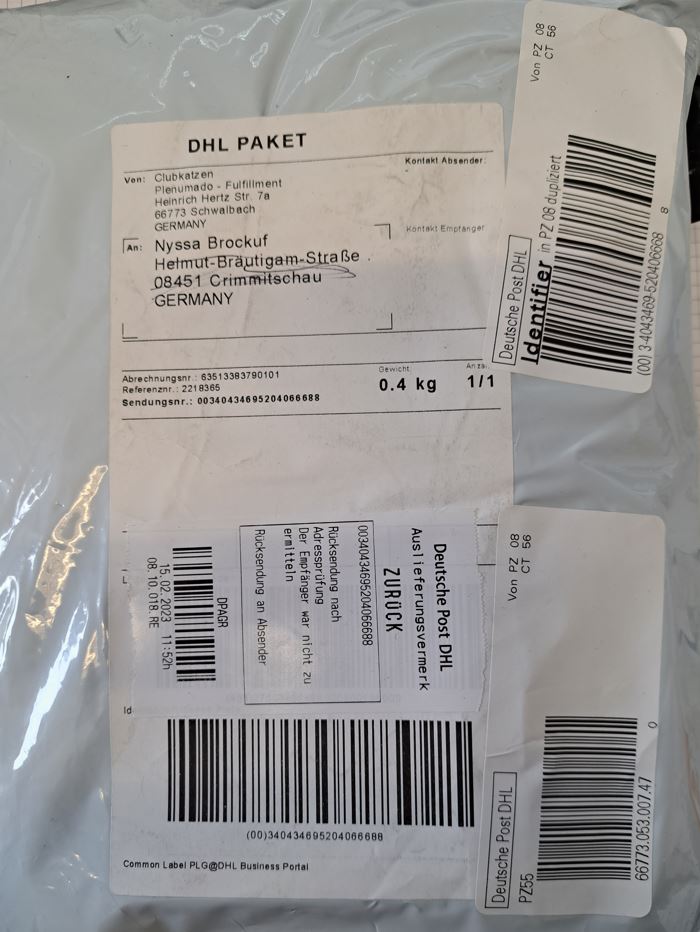 DHL PAKET
Von: Clubkatzen
Plenumado - Fulfillment
Heinrich Hertz Str. 7a
66773 Schwalbach
GERMANY
Kontakt Absender:
An: Nyssa Brockuf
Helmut-Bräutigam-Straße
08451 Crimmitschau
GERMANY
Kontakt Empfänger
Abrechnungsnr.: 63513383790101
Referenznr.: 2218365
Sendungsnr.: 00340434695204066688
Gewicht
0.4 kg
1/1
Deutsche Post DHL
Auslieferungsvermerk
ZURÜCK
00340434695204066688
Rücksendung nach
Adressprüfung
Der Empfänger war nicht zu
ermitteln
Rücksendung an Absender
DPAGR
15.02.2023 11:52h
08.10.018.RE
(00)340434695204066688
Common Label PLG@DHL Business Portal
Von PZ 08
CT 56
Deutsche Post DHL
Identifier in PZ 08 dupliziert
(00) 3 4043469 520406668 8
Von PZ 08
CT 56
Deutsche Post DHL
PZ55
66773.053.007.47 0